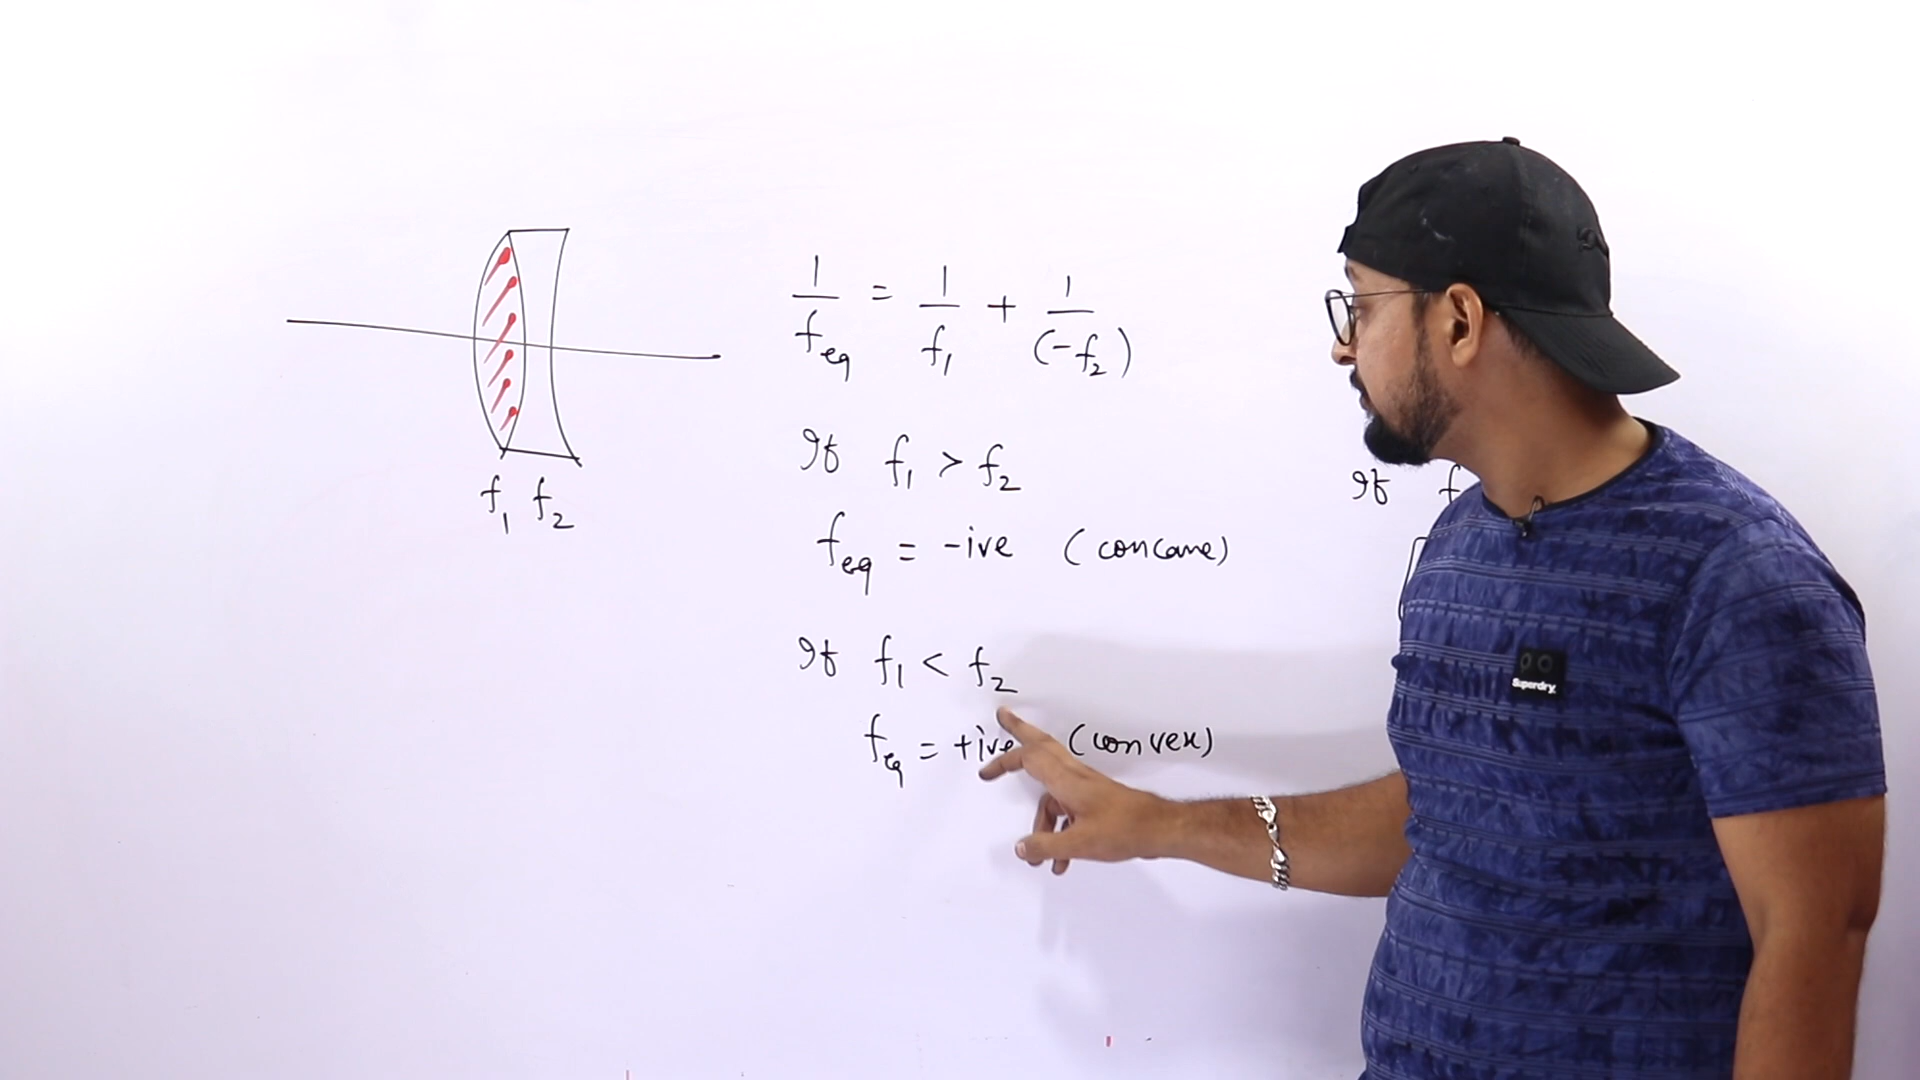 f₁ f₂
1/f_eq = 1/f₁ + 1/(-f₂)
If f₁ > f₂
f_eq = -ive (concave)
If f₁ < f₂
f_eq = +ive (convex)
If f
Superdry.